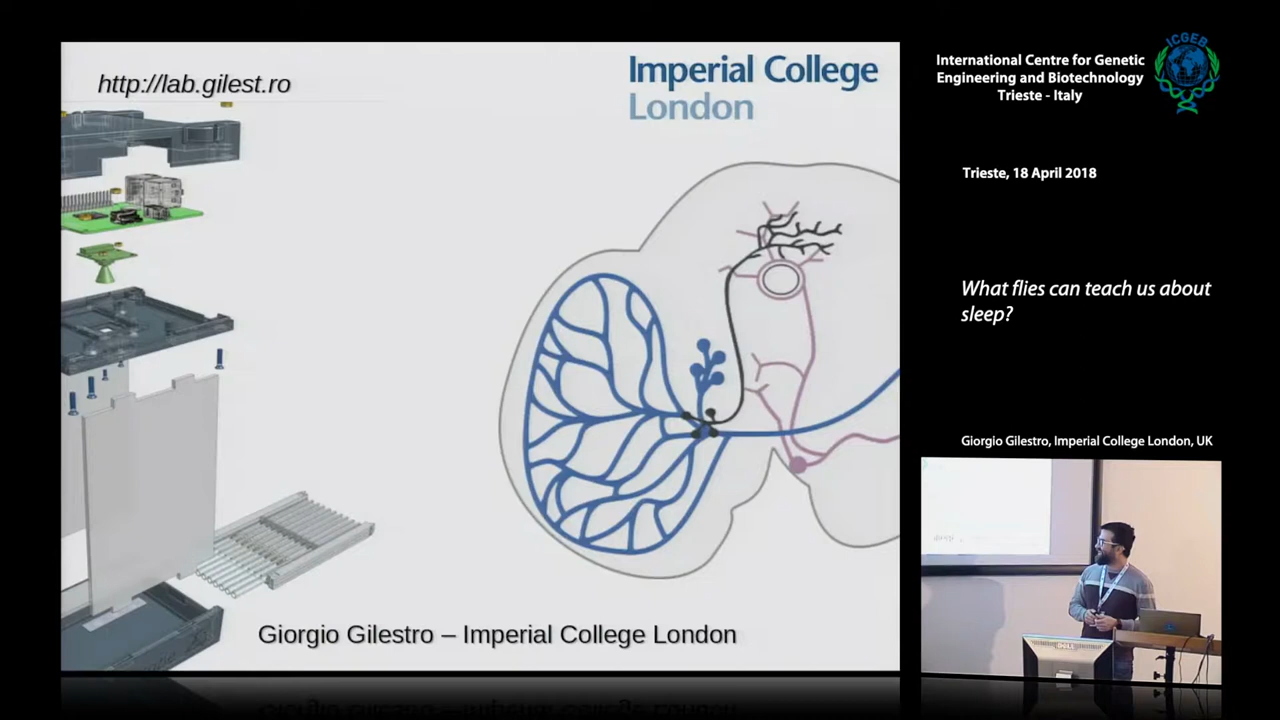 http://lab.gilest.ro
Imperial College
London
Giorgio Gilestro – Imperial College London
International Centre for Genetic
Engineering and Biotechnology
Trieste - Italy
ICGEB
Trieste, 18 April 2018
What flies can teach us about
sleep?
Giorgio Gilestro, Imperial College London, UK
DELL